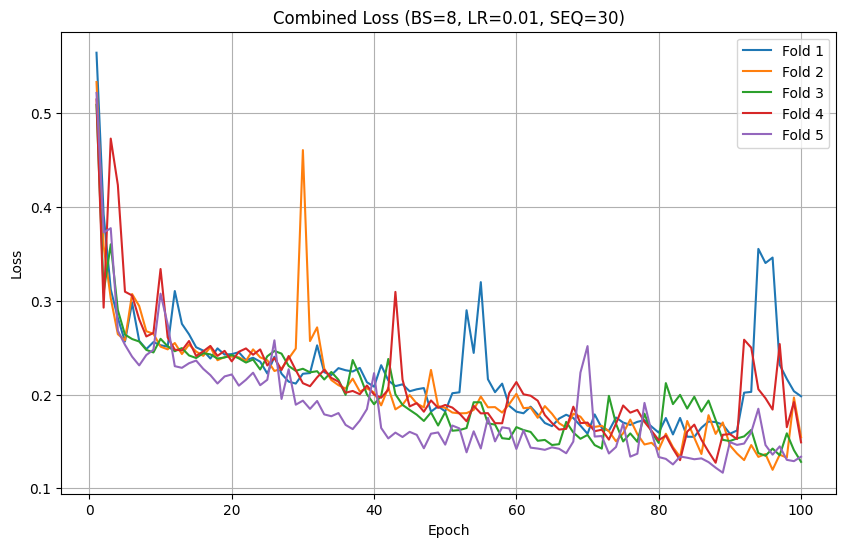 Combined Loss (BS=8, LR=0.01, SEQ=30)
Fold 1
Fold 2
Fold 3
Fold 4
Fold 5
Loss
0.5
0.4
0.3
0.2
0.1
0 20 40 60 80 100
Epoch